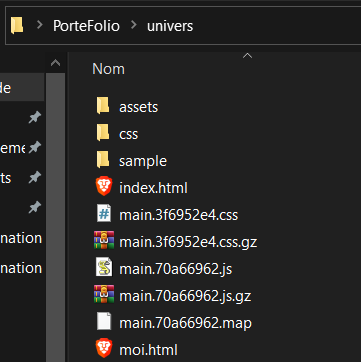 PorteFolio > univers
Nom
de
assets
css
eme
sample
ts
index.html
main.3f6952e4.css
main.3f6952e4.css.gz
nation
main.70a66962.js
nation
main.70a66962.js.gz
main.70a66962.map
moi.html